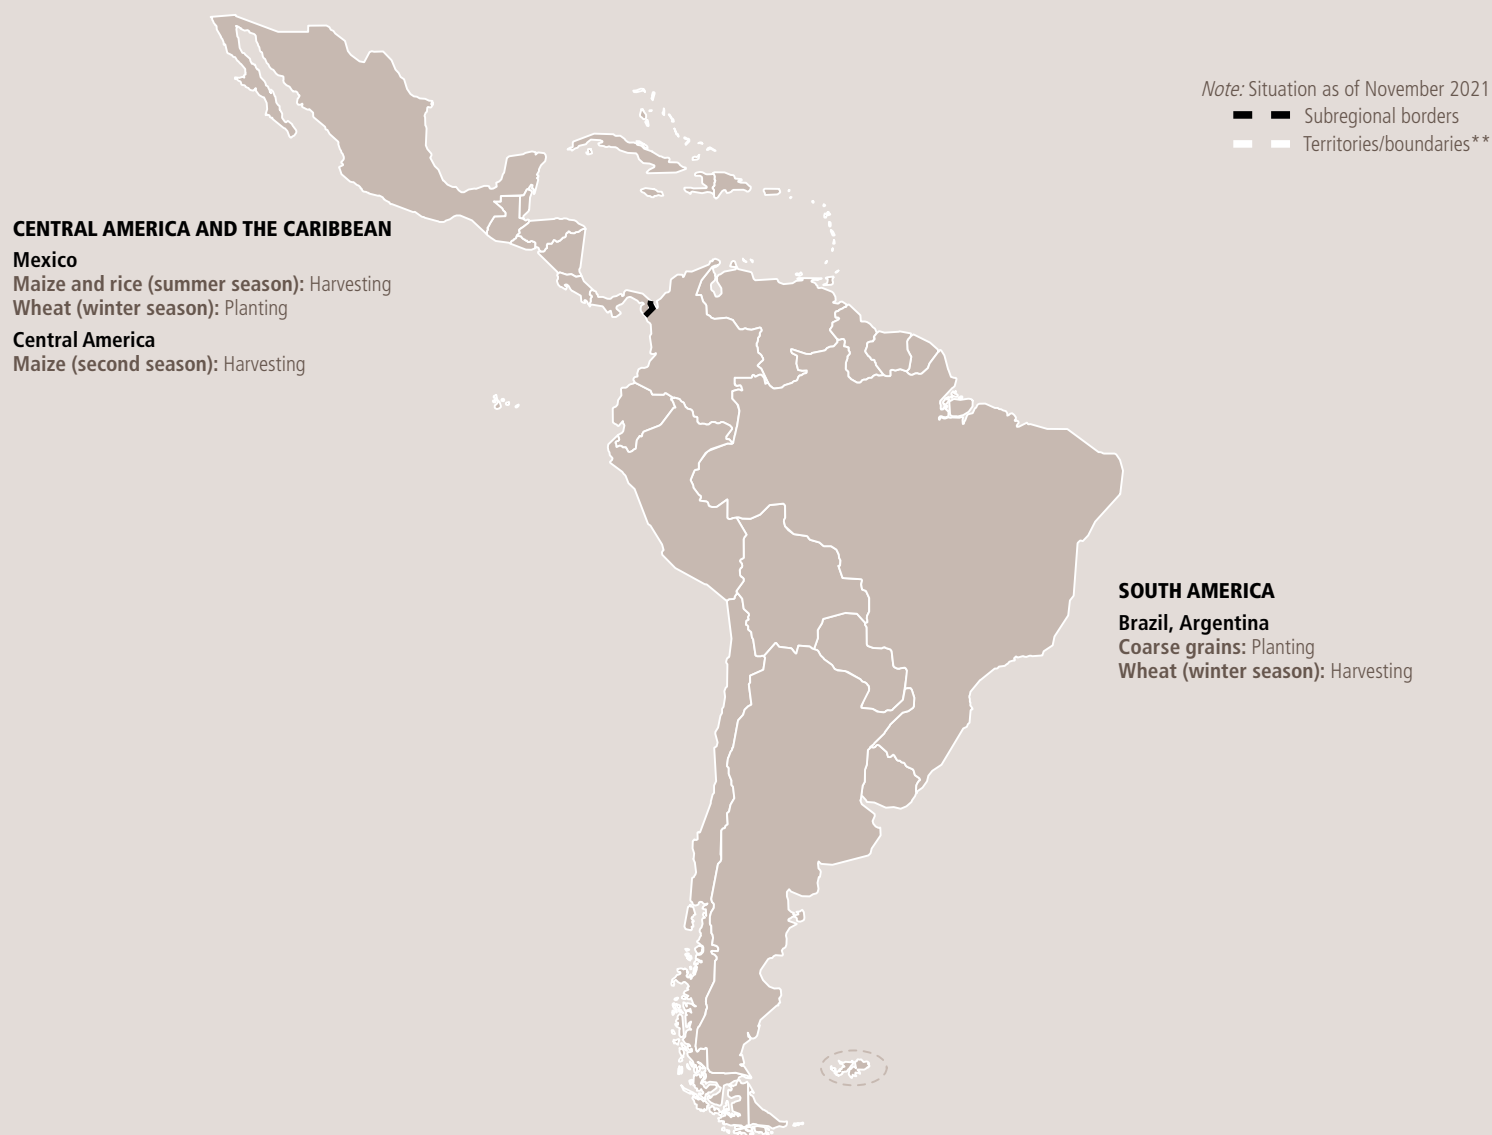 Note: Situation as of November 2021
Subregional borders
Territories/boundaries**
CENTRAL AMERICA AND THE CARIBBEAN
Mexico
Maize and rice (summer season): Harvesting
Wheat (winter season): Planting
Central America
Maize (second season): Harvesting
SOUTH AMERICA
Brazil, Argentina
Coarse grains: Planting
Wheat (winter season): Harvesting